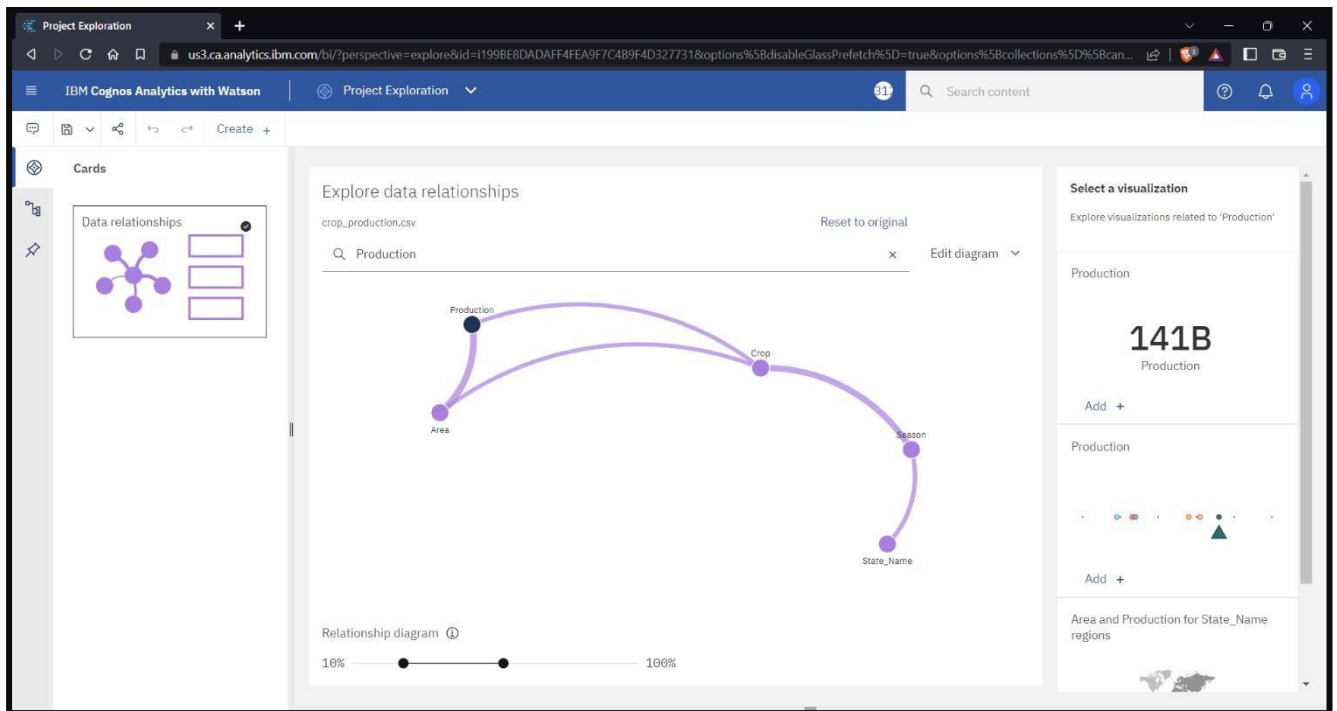 Project Exploration
us3.ca.analytics.ibm.com/bi/?perspective=explore&id=i199BE8DADAFF4FEA9F7C4B9F4D327731&options%5BdisableGlassPrefetch%5D=true&options%5Bcollections%5D%5Bcan...
IBM Cognos Analytics with Watson
Project Exploration
Search content
Create +
Cards
Data relationships
Explore data relationships
crop_production.csv
Reset to original
Production
Edit diagram
Production
Crop
Area
Season
State_Name
Relationship diagram
10%
100%
Select a visualization
Explore visualizations related to 'Production'
Production
141B
Production
Add +
Production
Add +
Area and Production for State_Name
regions